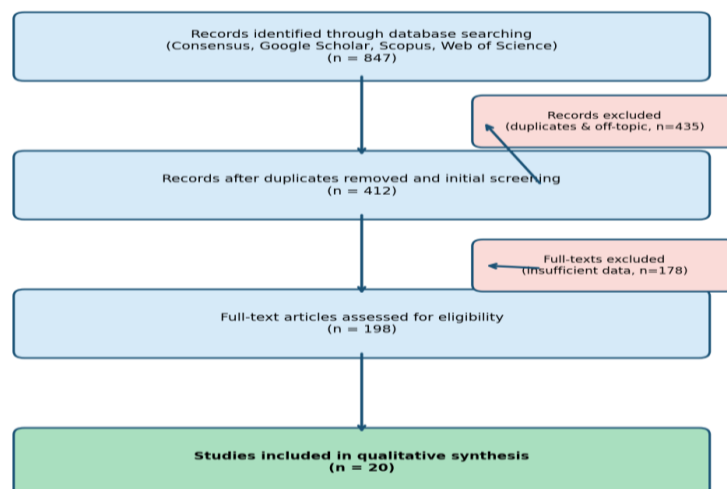 Records identified through database searching
(Consensus, Google Scholar, Scopus, Web of Science)
(n = 847)
Records excluded
(duplicates & off-topic, n=435)
Records after duplicates removed and initial screening
(n = 412)
Full-texts excluded
(insufficient data, n=178)
Full-text articles assessed for eligibility
(n = 198)
Studies included in qualitative synthesis
(n = 20)